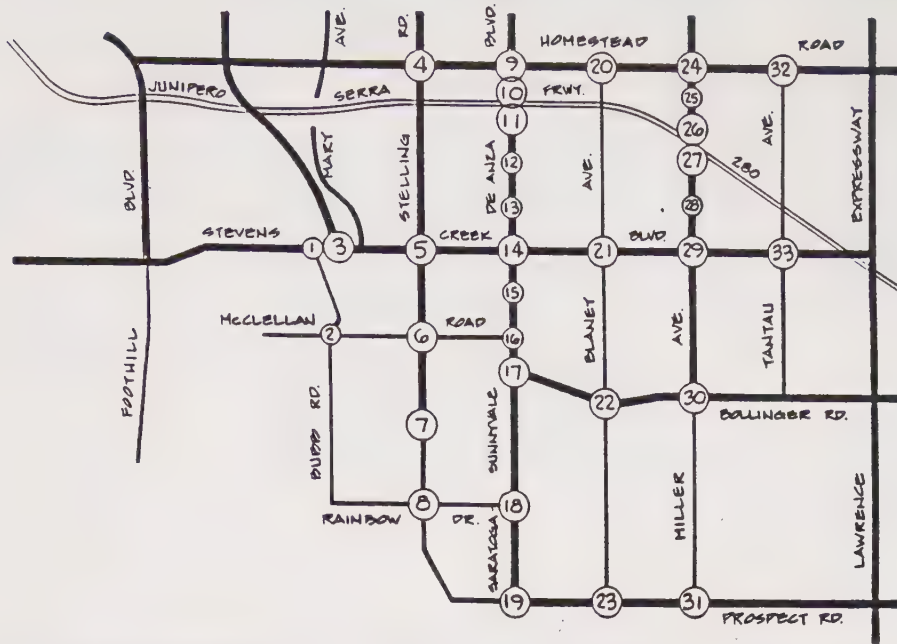 AVE.
RD.
BLVD.
HOMESTEAD ROAD
4 9 20 24 32
JUNIPERO SERRA FRWY.
10
25
11
26
MARY
STELLING
DE ANZA
AVE.
AVE.
EXPRESSWAY
BLVD.
12
27
280
13
28
STEVENS CREEK BLVD.
1 3 5 14 21 29 33
15
McCLELLAN ROAD
2 6 16
FOOTHILL
BLANEY
AVE.
TANTAU
17
22 30
BOLLINGER RD.
BUBB RD.
7
SUNNYVALE
MILLER
LAWRENCE
8 18
RAINBOW DR.
SARATOGA
19 23 31
PROSPECT RD.